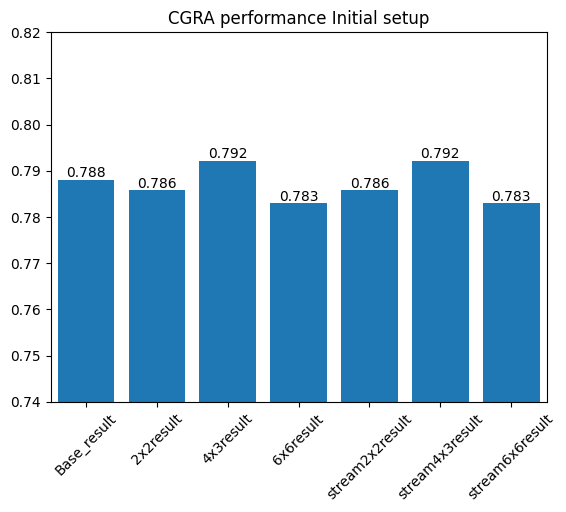 CGRA performance Initial setup
0.82
0.81
0.80
0.79
0.78
0.77
0.76
0.75
0.74
0.788
0.786
0.792
0.783
0.786
0.792
0.783
Base_result
2x2result
4x3result
6x6result
stream2x2result
stream4x3result
stream6x6result